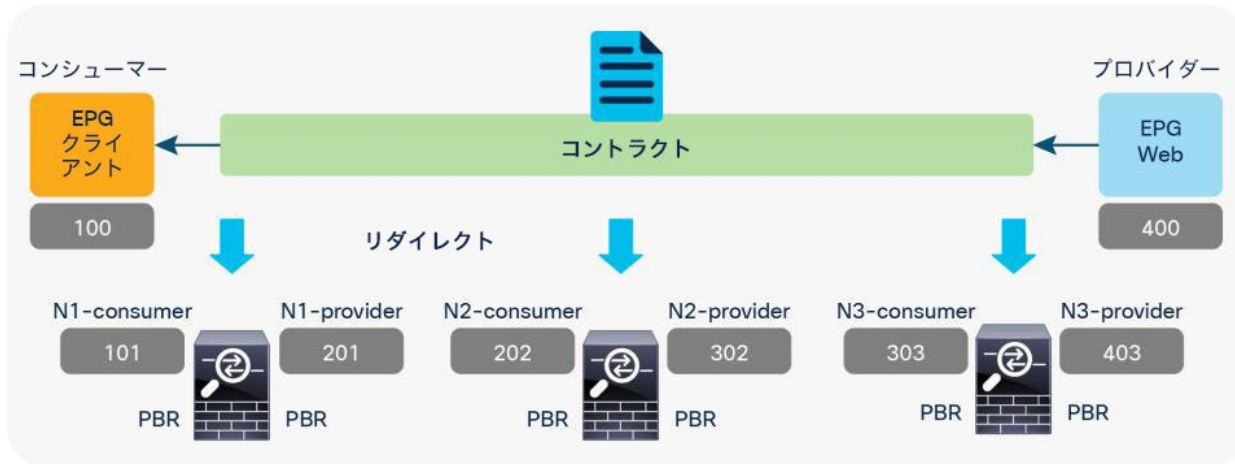 コンシューマー
プロバイダー
EPG
クライ
アント
コントラクト
EPG
Web
100
400
リダイレクト
N1-consumer
N1-provider
N2-consumer
N2-provider
N3-consumer
N3-provider
101
201
202
302
303
403
PBR
PBR
PBR
PBR
PBR
PBR